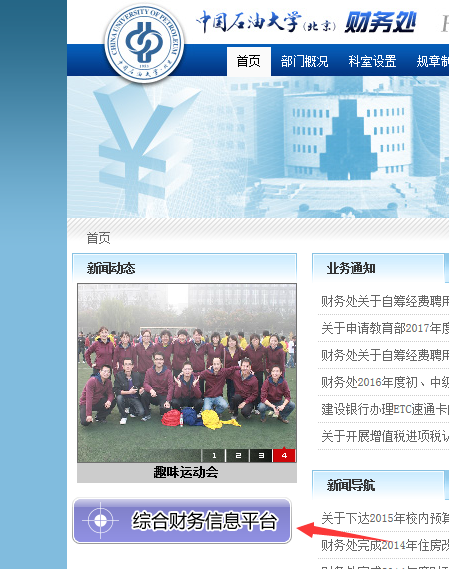 CHINA UNIVERSITY OF PETROLEUM
中国石油大学(北京) 财务处
首页 部门概况 科室设置 规章制
首页
新闻动态
业务通知
财务处关于自筹经费聘用
关于申请教育部2017年度
财务处关于自筹经费聘用
财务处2016年度初、中级
建设银行办理ETC速通卡的
关于开展增值税进项税认
1 2 3 4
趣味运动会
新闻导航
综合财务信息平台
关于下达2015年校内预算
财务处完成2014年住房改